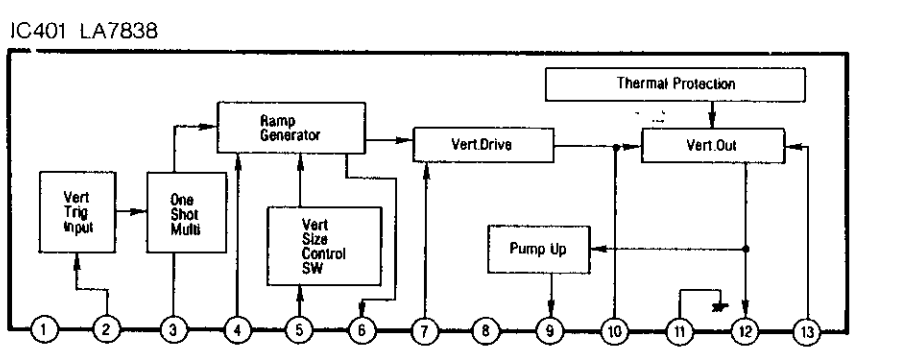 IC401 LA7838
Thermal Protection
Ramp
Generator
Vert.Drive
Vert.Out
Vert
Trig
Input
One
Shot
Multi
Vert
Size
Control
SW
Pump Up
1 2 3 4 5 6 7 8 9 10 11 12 13